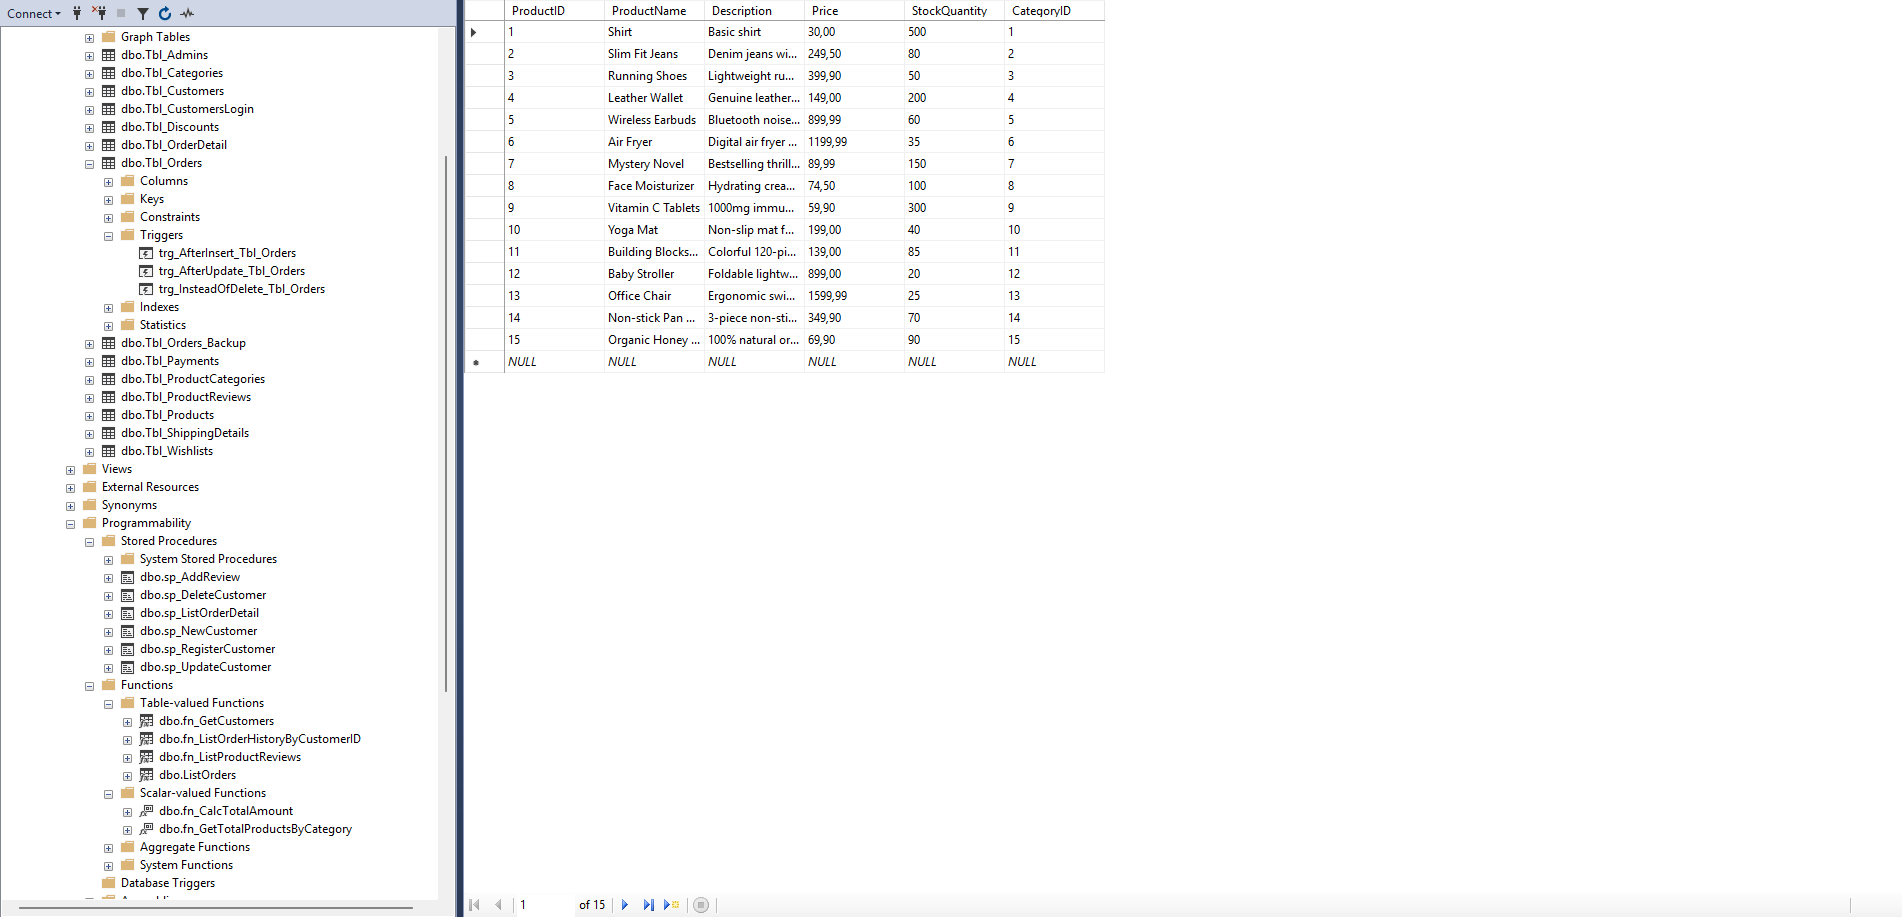 Connect
Graph Tables
dbo.Tbl_Admins
dbo.Tbl_Categories
dbo.Tbl_Customers
dbo.Tbl_CustomersLogin
dbo.Tbl_Discounts
dbo.Tbl_OrderDetail
dbo.Tbl_Orders
Columns
Keys
Constraints
Triggers
trg_AfterInsert_Tbl_Orders
trg_AfterUpdate_Tbl_Orders
trg_InsteadOfDelete_Tbl_Orders
Indexes
Statistics
dbo.Tbl_Orders_Backup
dbo.Tbl_Payments
dbo.Tbl_ProductCategories
dbo.Tbl_ProductReviews
dbo.Tbl_Products
dbo.Tbl_ShippingDetails
dbo.Tbl_Wishlists
Views
External Resources
Synonyms
Programmability
Stored Procedures
System Stored Procedures
dbo.sp_AddReview
dbo.sp_DeleteCustomer
dbo.sp_ListOrderDetail
dbo.sp_NewCustomer
dbo.sp_RegisterCustomer
dbo.sp_UpdateCustomer
Functions
Table-valued Functions
dbo.fn_GetCustomers
dbo.fn_ListOrderHistoryByCustomerID
dbo.fn_ListProductReviews
dbo.ListOrders
Scalar-valued Functions
dbo.fn_CalcTotalAmount
dbo.fn_GetTotalProductsByCategory
Aggregate Functions
System Functions
Database Triggers
ProductID ProductName Description Price StockQuantity CategoryID
1 Shirt Basic shirt 30,00 500 1
2 Slim Fit Jeans Denim jeans wi... 249,50 80 2
3 Running Shoes Lightweight ru... 399,90 50 3
4 Leather Wallet Genuine leather... 149,00 200 4
5 Wireless Earbuds Bluetooth noise... 899,99 60 5
6 Air Fryer Digital air fryer ... 1199,99 35 6
7 Mystery Novel Bestselling thrill... 89,99 150 7
8 Face Moisturizer Hydrating crea... 74,50 100 8
9 Vitamin C Tablets 1000mg immu... 59,90 300 9
10 Yoga Mat Non-slip mat f... 199,00 40 10
11 Building Blocks... Colorful 120-pi... 139,00 85 11
12 Baby Stroller Foldable lightw... 899,00 20 12
13 Office Chair Ergonomic swi... 1599,99 25 13
14 Non-stick Pan ... 3-piece non-sti... 349,90 70 14
15 Organic Honey ... 100% natural or... 69,90 90 15
NULL NULL NULL NULL NULL NULL
1 of 15